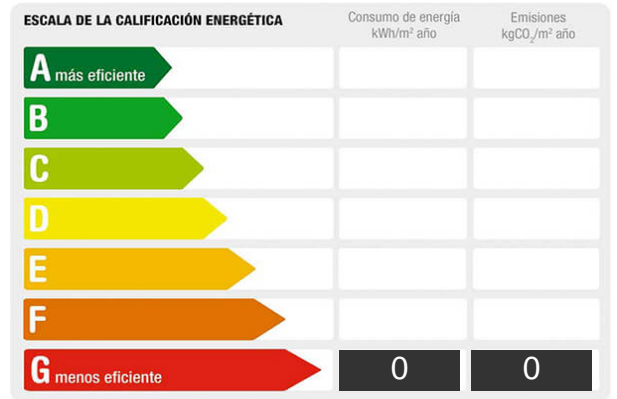 ESCALA DE LA CALIFICACIÓN ENERGÉTICA
Consumo de energía
kWh/m² año
Emisiones
kgCO₂/m² año
A más eficiente
B
C
D
E
F
G menos eficiente
0
0